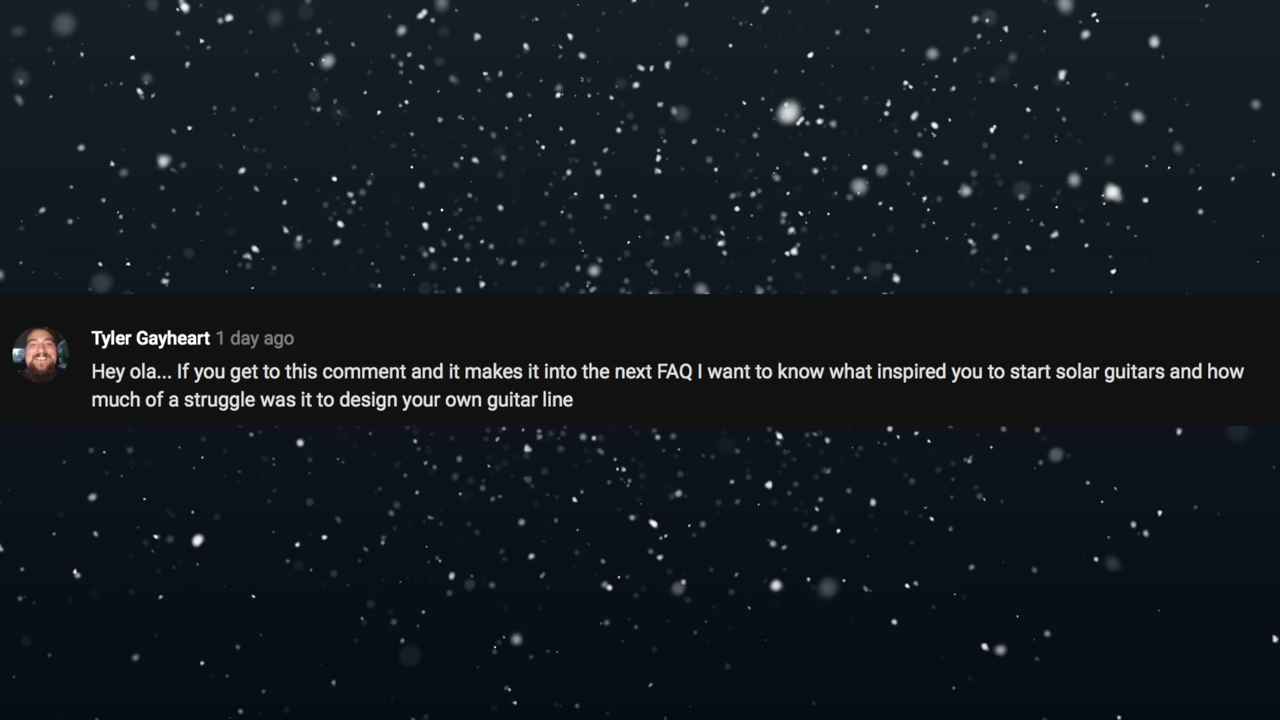 Tyler Gayheart 1 day ago
Hey ola... If you get to this comment and it makes it into the next FAQ I want to know what inspired you to start solar guitars and how
much of a struggle was it to design your own guitar line